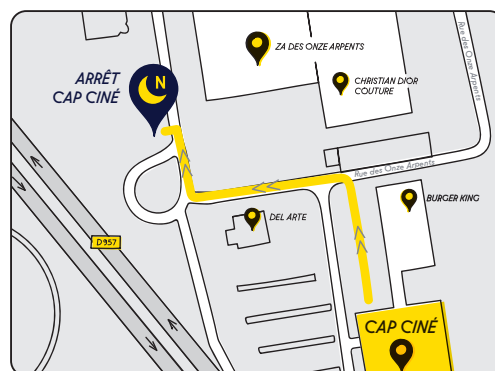 ZA DES ONZE ARPENTS
Rue des Onze Arpents
ARRÊT
CAP CINÉ
N
CHRISTIAN DIOR
COUTURE
Rue des Onze Arpents
BURGER KING
DEL ARTE
D957
CAP CINÉ